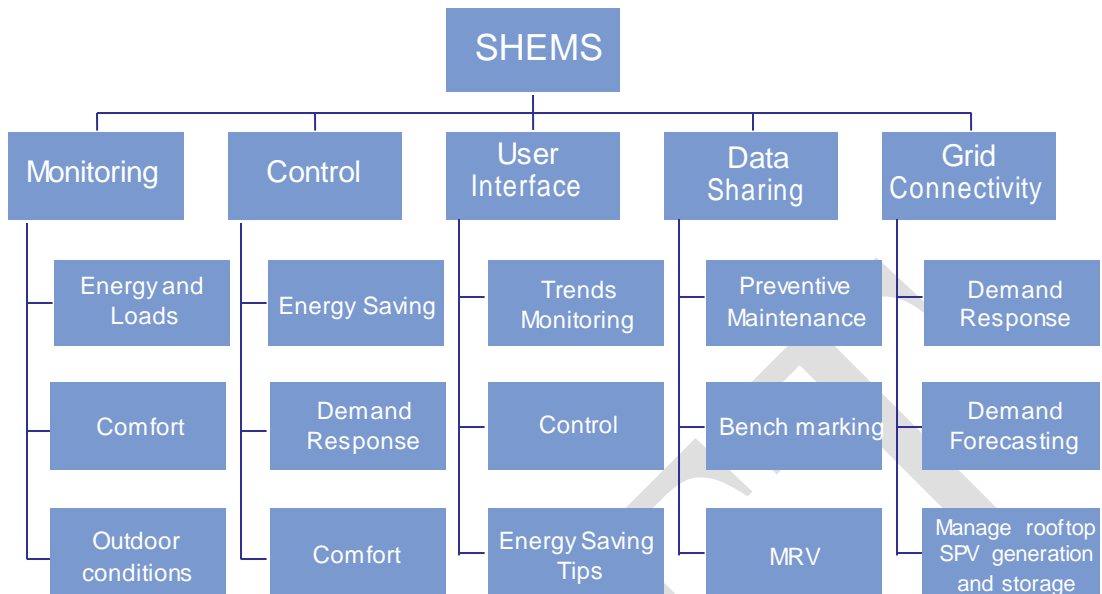 SHEMS
Monitoring
Control
User
Interface
Data
Sharing
Grid
Connectivity
Energy and
Loads
Energy Saving
Trends
Monitoring
Preventive
Maintenance
Demand
Response
Comfort
Demand
Response
Control
Bench marking
Demand
Forecasting
Outdoor
conditions
Comfort
Energy Saving
Tips
MRV
Manage rooftop
SPV generation
and storage